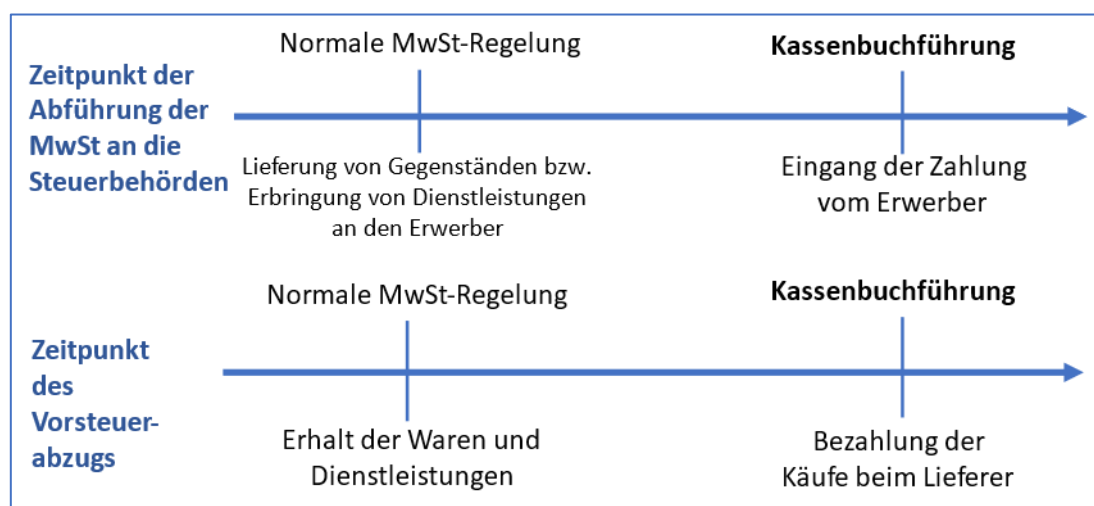 Normale MwSt-Regelung
Kassenbuchführung
Zeitpunkt der
Abführung der
MwSt an die
Steuerbehörden
Lieferung von Gegenständen bzw.
Erbringung von Dienstleistungen
an den Erwerber
Eingang der Zahlung
vom Erwerber
Normale MwSt-Regelung
Kassenbuchführung
Zeitpunkt
des
Vorsteuer-
abzugs
Erhalt der Waren und
Dienstleistungen
Bezahlung der
Käufe beim Lieferer